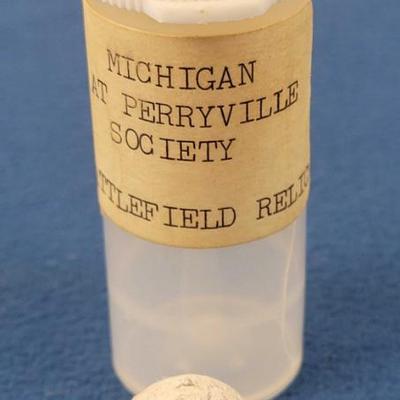 MICHIGAN
AT PERRYVILLE
SOCIETY
TTLEFIELD RELIC